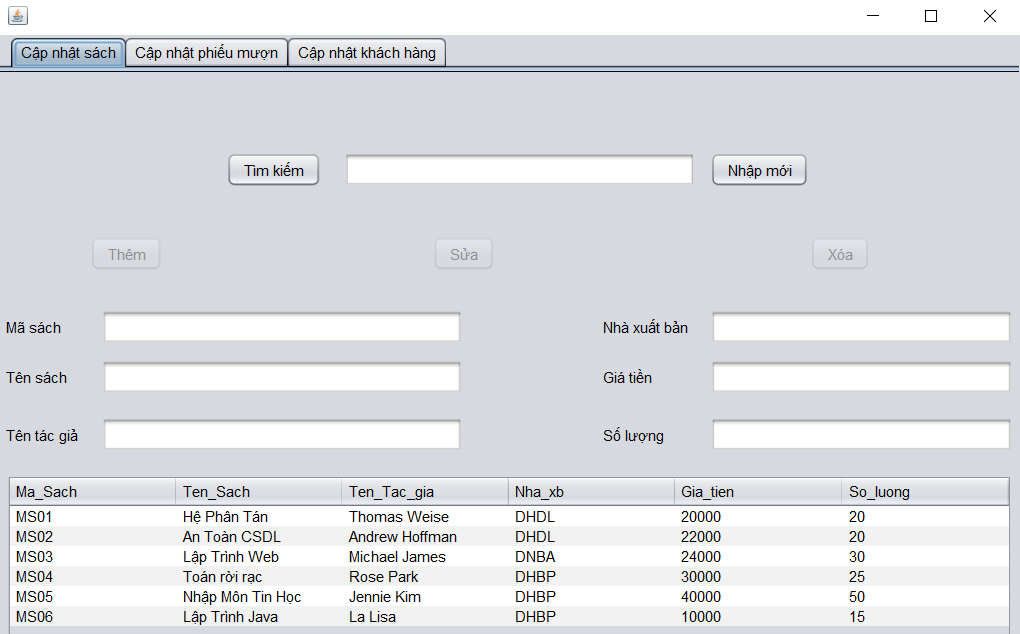 Cập nhật sách Cập nhật phiếu mượn Cập nhật khách hàng
Tìm kiếm Nhập mới
Thêm Sửa Xóa
Mã sách Nhà xuất bản
Tên sách Giá tiền
Tên tác giả Số lượng
Ma_Sach Ten_Sach Ten_Tac_gia Nha_xb Gia_tien So_luong
MS01 Hệ Phân Tán Thomas Weise DHDL 20000 20
MS02 An Toàn CSDL Andrew Hoffman DHDL 22000 20
MS03 Lập Trình Web Michael James DNBA 24000 30
MS04 Toán rời rạc Rose Park DHBP 30000 25
MS05 Nhập Môn Tin Học Jennie Kim DHBP 40000 50
MS06 Lập Trình Java La Lisa DHBP 10000 15